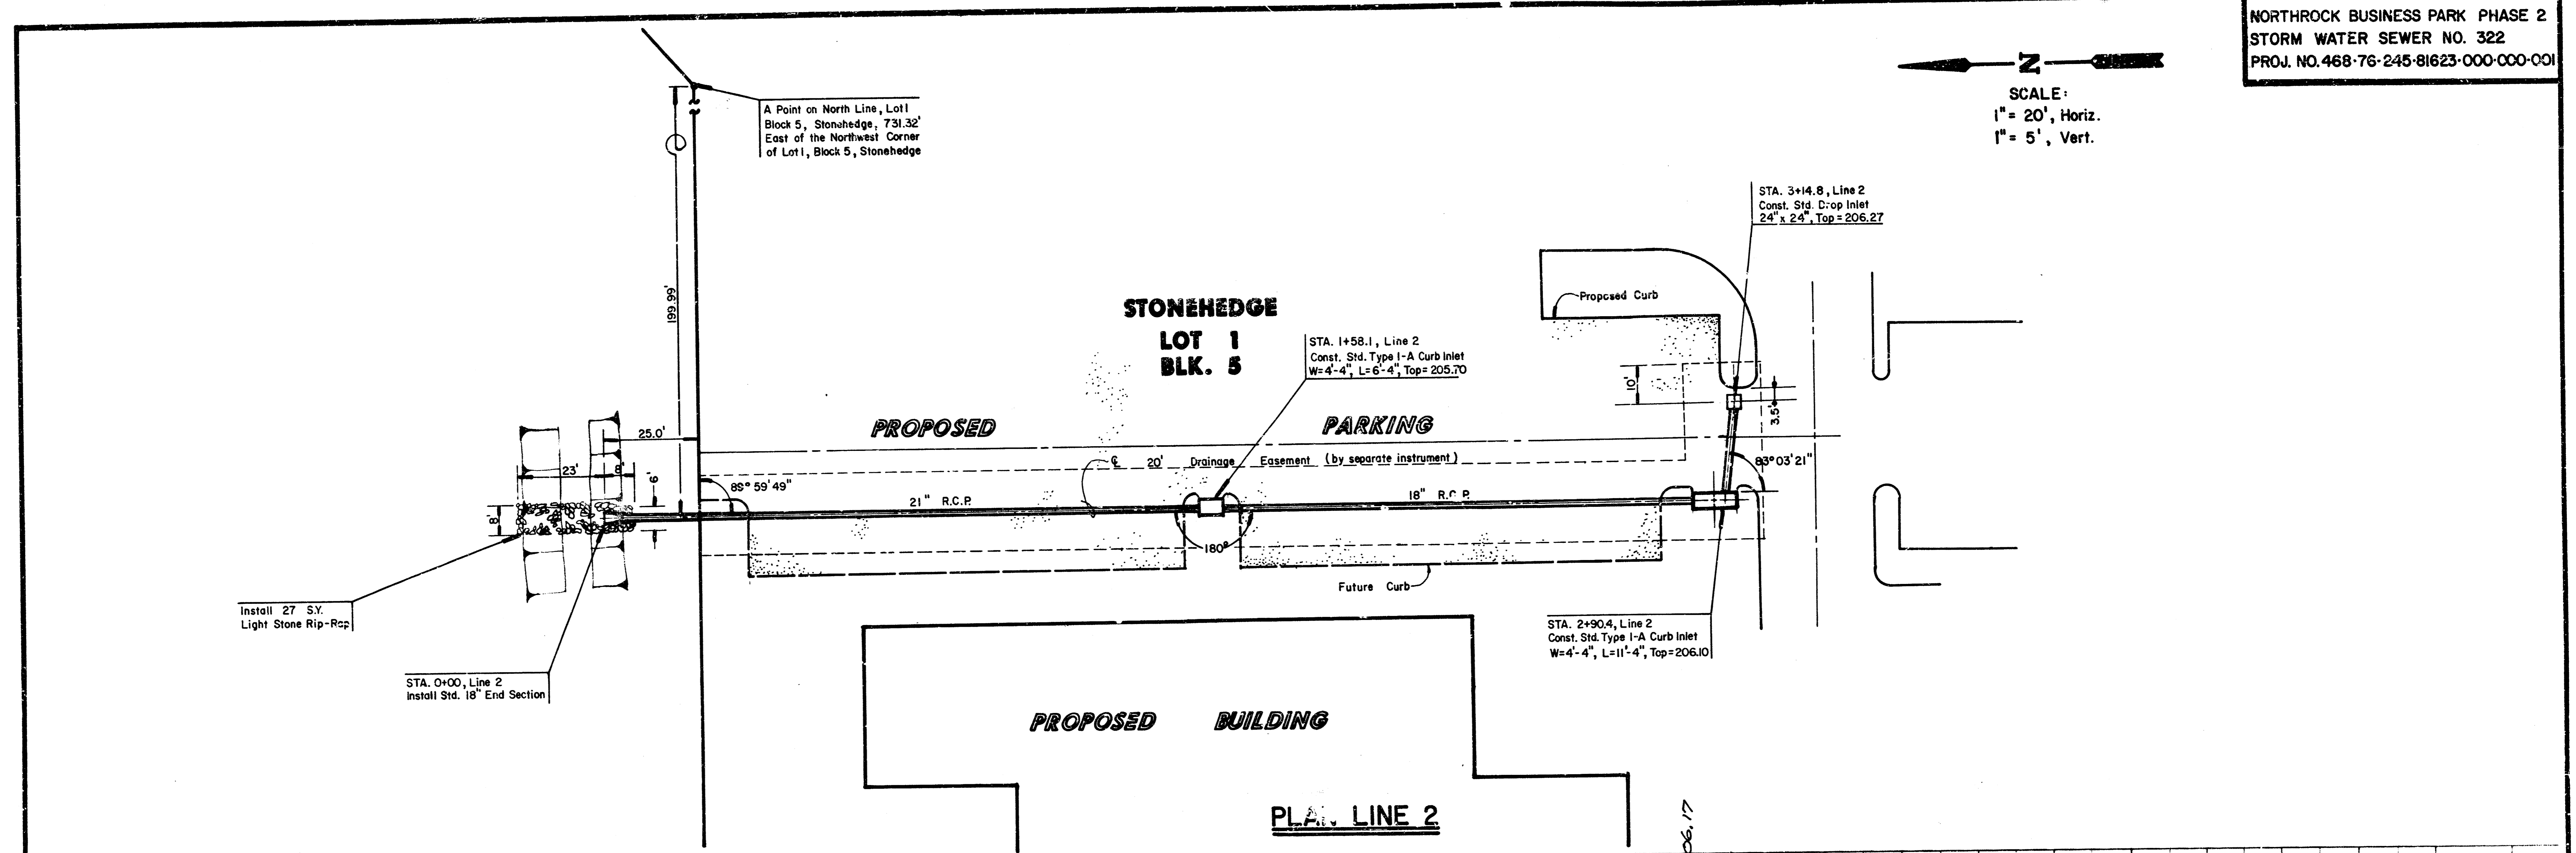 NORTHROCK BUSINESS PARK PHASE 2
STORM WATER SEWER NO. 322
PROJ. NO. 468-76-245-81623-000-000-001
N
SCALE:
1" = 20', Horiz.
1" = 5', Vert.
A Point on North Line, Lot 1
Block 5, Stonehedge, 731.32'
East of the Northwest Corner
of Lot 1, Block 5, Stonehedge
STA. 3+14.8, Line 2
Const. Std. Drop Inlet
24" x 24", Top = 206.27
199.99'
STONEHEDGE
LOT 1
BLK. 5
Proposed Curb
STA. 1+58.1, Line 2
Const. Std. Type 1-A Curb Inlet
W=4'-4", L=6'-4", Top= 205.70
10'
3.5'
PROPOSED PARKING
25.0'
23'
8'
6'
8'
℄ 20' Drainage Easement (by separate instrument)
83° 03' 21"
59' 49"
21" R.C.P.
18" R.C.P.
180°
Future Curb
Install 27 S.Y.
Light Stone Rip-Rap
STA. 2+90.4, Line 2
Const. Std. Type 1-A Curb Inlet
W=4'-4", L=11'-4", Top=206.10
STA. 0+00, Line 2
Install Std. 18" End Section
PROPOSED BUILDING
PLAN LINE 2
06.17